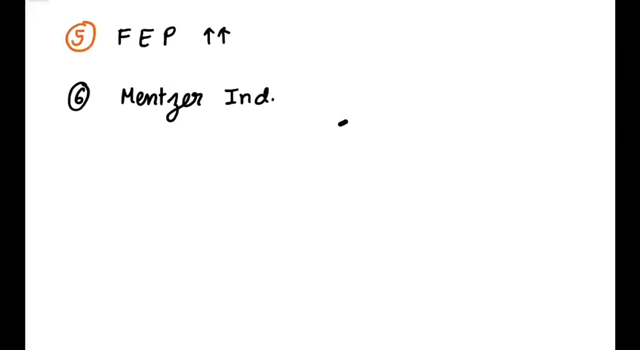 ⑤ FEP ↑↑
⑥ Mentzer Ind.